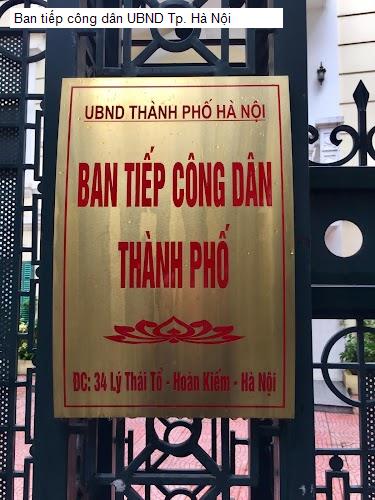 Ban tiếp công dân UBND Tp. Hà Nội
UBND THÀNH PHỐ HÀ NỘI
BAN TIẾP CÔNG DÂN
THÀNH PHỐ
ĐC: 34 Lý Thái Tổ - Hoàn Kiếm - Hà Nội